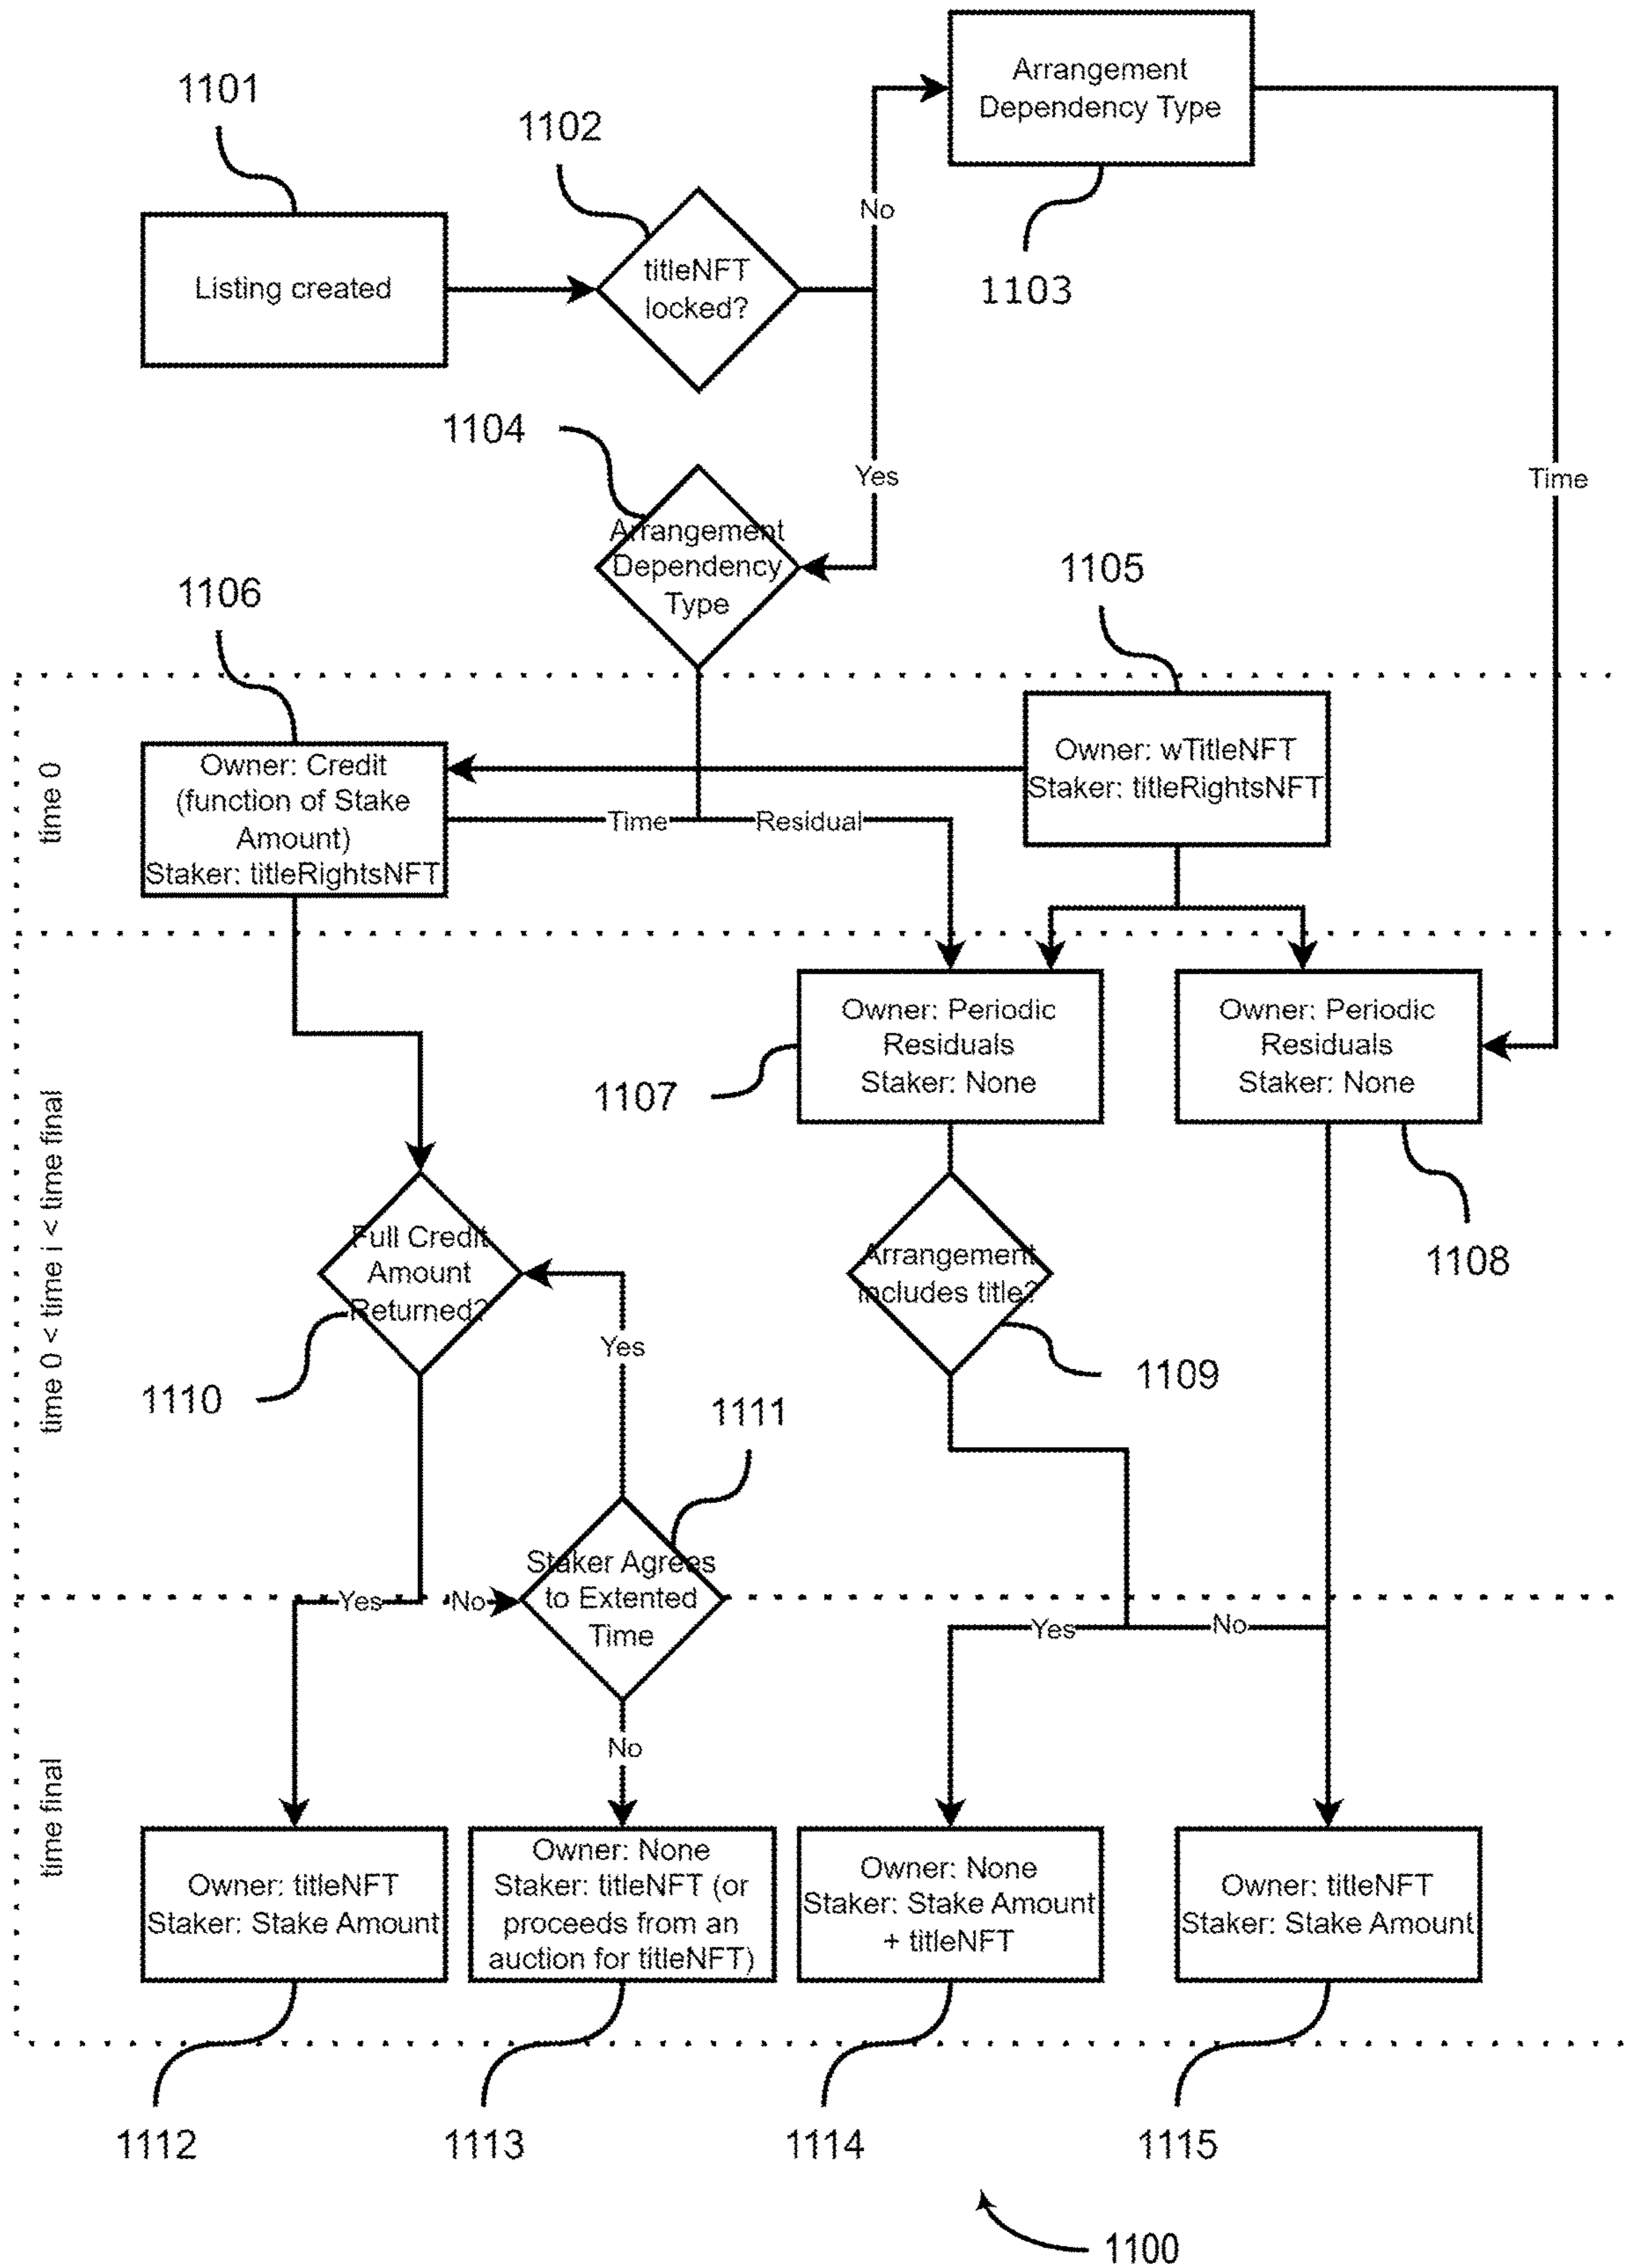 Arrangement
Dependency Type
1101
1102
No
1103
Listing created
titleNFT
locked?
1104
Yes
Time
Arrangement
Dependency
Type
1105
1106
time 0
Owner: wTitleNFT
Staker: titleRightsNFT
Owner: Credit
(function of Stake
Amount)
Staker: titleRightsNFT
Time
Residual
time 0 < time i < time final
Owner: Periodic
Residuals
Staker: None
Owner: Periodic
Residuals
Staker: None
1107
1108
Full Credit
Amount
Returned?
Arrangement
includes title?
Yes
1109
1110
1111
Staker Agrees
to Extented
Time
Yes
No
Yes
No
No
time final
Owner: titleNFT
Staker: Stake Amount
Owner: None
Staker: titleNFT (or
proceeds from an
auction for titleNFT)
Owner: None
Staker: Stake Amount
+ titleNFT
Owner: titleNFT
Staker: Stake Amount
1112
1113
1114
1115
1100